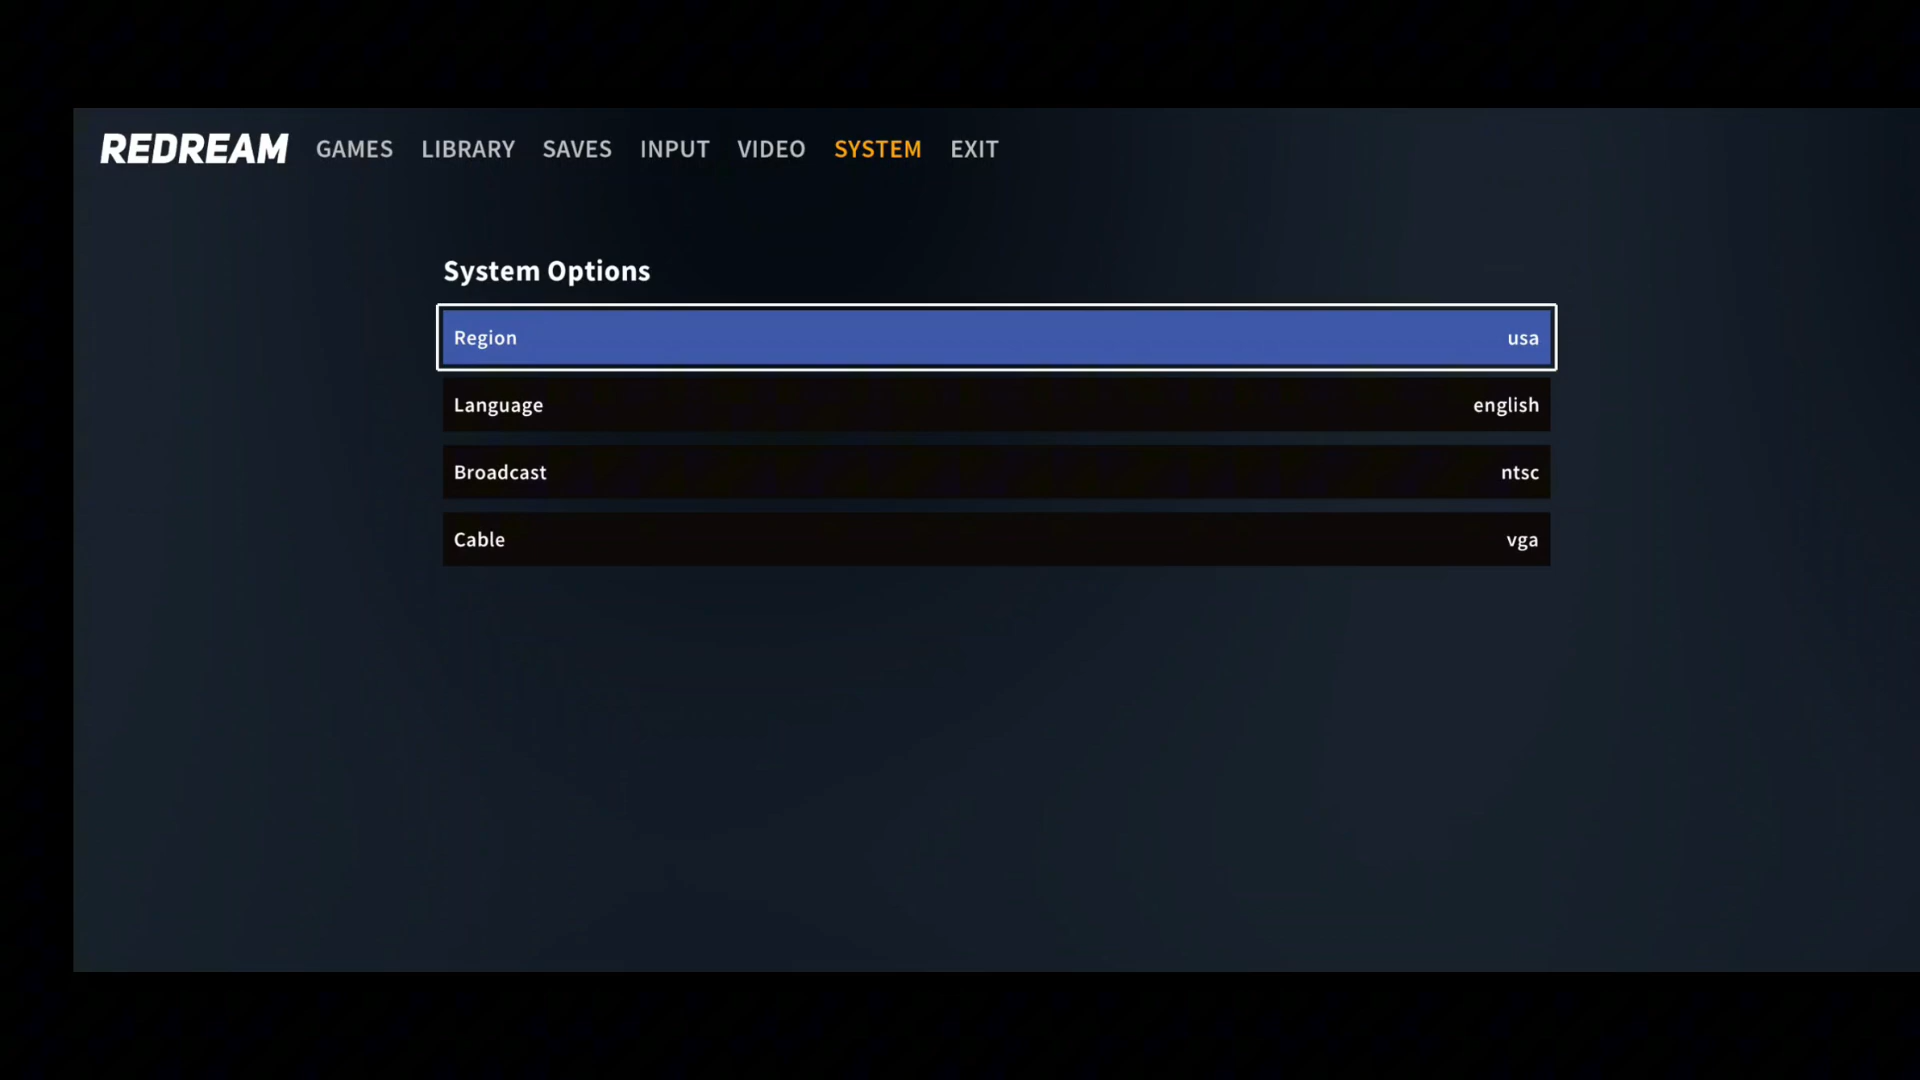 REDREAM GAMES LIBRARY SAVES INPUT VIDEO SYSTEM EXIT
System Options
Region usa
Language english
Broadcast ntsc
Cable vga